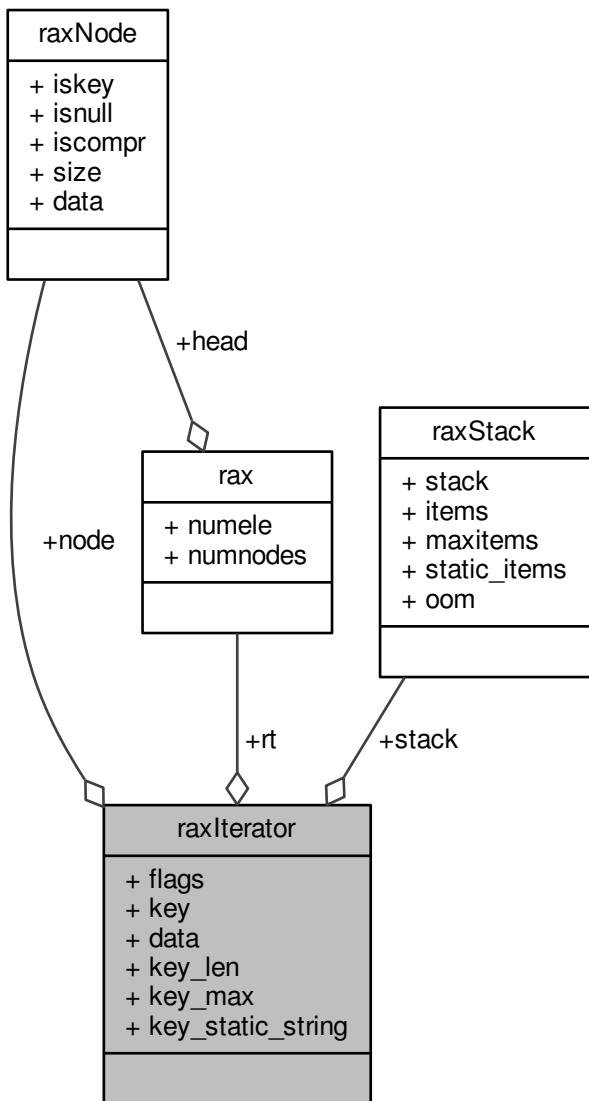 raxNode
+ iskey
+ isnull
+ iscompr
+ size
+ data
+head
raxStack
+ stack
+ items
+ maxitems
+ static_items
+ oom
rax
+ numele
+ numnodes
+node
+rt
+stack
raxIterator
+ flags
+ key
+ data
+ key_len
+ key_max
+ key_static_string